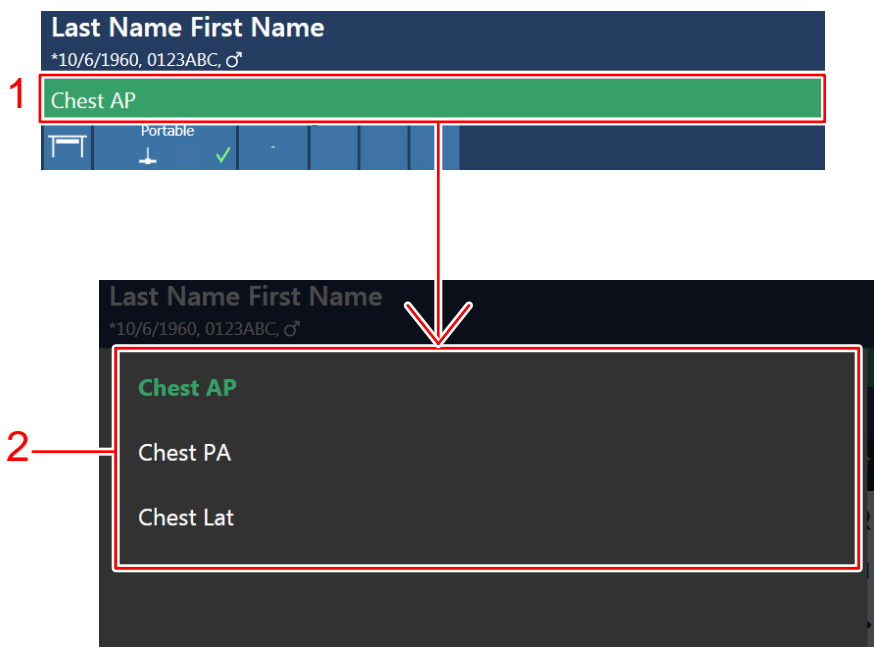 Last Name First Name
*10/6/1960, 0123ABC, ♂
1
Chest AP
Portable
-
Last Name First Name
*10/6/1960, 0123ABC, ♂
Chest AP
2
Chest PA
Chest Lat